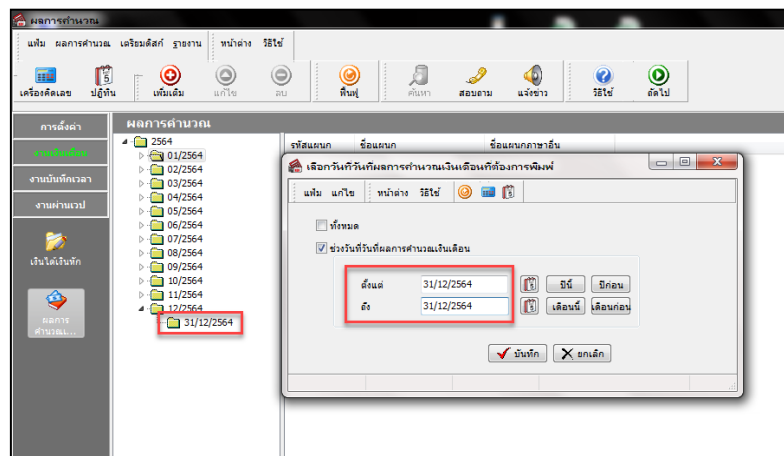 ผลการคำนวณ
แฟ้ม ผลการคำนวณ เตรียมดิสก์ รายงาน หน้าต่าง วิธีใช้
เครื่องคิดเลข ปฏิทิน เพิ่มเติม แก้ไข ลบ ฟื้นฟู ค้นหา สอบถาม แจ้งข่าว วิธีใช้ ถัดไป
การตั้งค่า
งานเงินเดือน
งานบันทึกเวลา
งานผ่านเวป
เงินได้เงินหัก
ผลการ
คำนวณ...
ผลการคำนวณ
2564
01/2564
02/2564
03/2564
04/2564
05/2564
06/2564
07/2564
08/2564
09/2564
10/2564
11/2564
12/2564
31/12/2564
รหัสแผนก ชื่อแผนก ชื่อแผนกภาษาอื่น
เลือกวันที่วันที่ผลการคำนวณเงินเดือนที่ต้องการพิมพ์
แฟ้ม แก้ไข หน้าต่าง วิธีใช้
ทั้งหมด
ช่วงวันที่วันที่ผลการคำนวณเงินเดือน
ตั้งแต่ 31/12/2564 ปีนี้ ปีก่อน
ถึง 31/12/2564 เดือนนี้ เดือนก่อน
บันทึก ยกเลิก